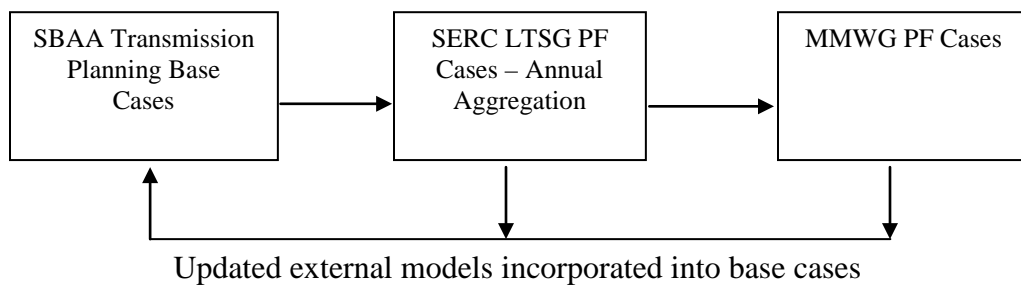 SBAA Transmission
Planning Base
Cases
SERC LTSG PF
Cases – Annual
Aggregation
MMWG PF Cases
Updated external models incorporated into base cases